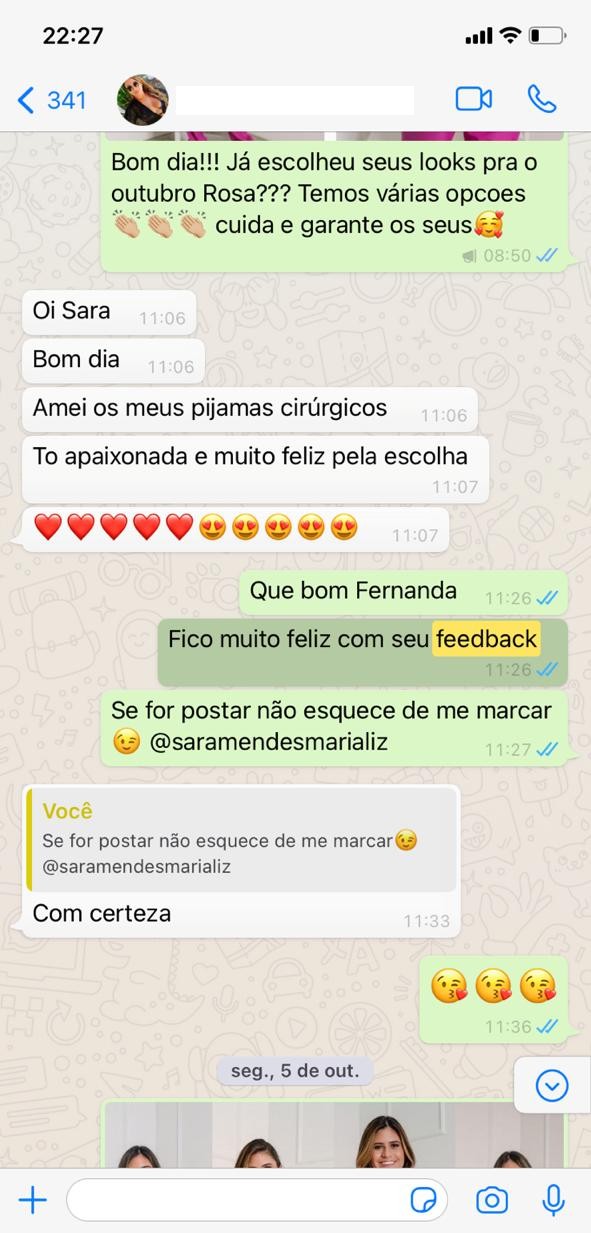 22:27
341
Bom dia!!! Já escolheu seus looks pra o
outubro Rosa??? Temos várias opcoes
👏🏼👏🏼👏🏼 cuida e garante os seus🥰
08:50
Oi Sara 11:06
Bom dia 11:06
Amei os meus pijamas cirúrgicos 11:06
To apaixonada e muito feliz pela escolha
11:07
❤️❤️❤️❤️❤️😍😍😍😍😍 11:07
Que bom Fernanda 11:26
Fico muito feliz com seu feedback
11:26
Se for postar não esquece de me marcar
😉 @saramendesmarializ 11:27
Você
Se for postar não esquece de me marcar😉
@saramendesmarializ
Com certeza 11:33
😘😘😘
11:36
seg., 5 de out.